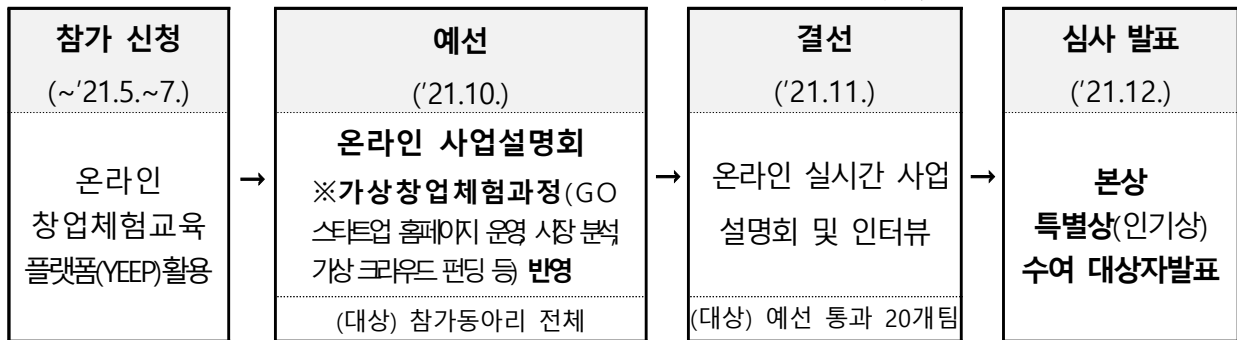 참가 신청
(~'21.5.~7.)
온라인
창업체험교육
플랫폼(YEEP)활용
→
예선
('21.10.)
온라인 사업설명회
※가상창업체험과정(GO
스타트업 홈페이지 운영, 시장 분석,
가상 크라우드 펀딩 등) 반영
(대상) 참가동아리 전체
→
결선
('21.11.)
온라인 실시간 사업
설명회 및 인터뷰
(대상) 예선 통과 20개팀
→
심사 발표
('21.12.)
본상
특별상(인기상)
수여 대상자발표